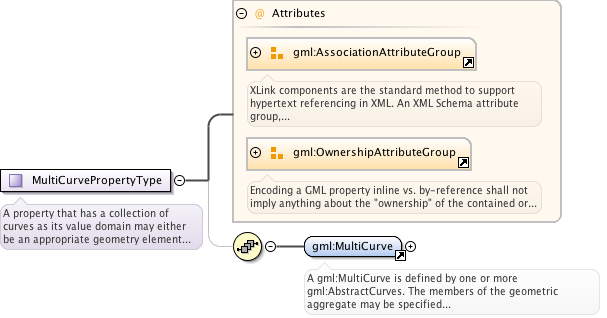 @ Attributes
gml:AssociationAttributeGroup
XLink components are the standard method to support
hypertext referencing in XML. An XML Schema attribute
group,...
gml:OwnershipAttributeGroup
Encoding a GML property inline vs. by-reference shall not
imply anything about the "ownership" of the contained or...
MultiCurvePropertyType
A property that has a collection of
curves as its value domain may either
be an appropriate geometry element...
gml:MultiCurve
A gml:MultiCurve is defined by one or more
gml:AbstractCurves. The members of the geometric
aggregate may be specified...